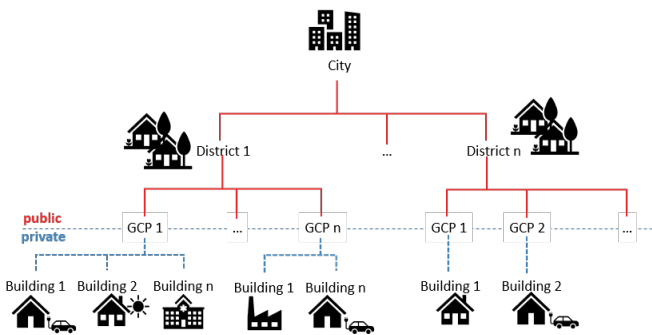 City
District 1
...
District n
public
private
GCP 1
...
GCP n
GCP 1
GCP 2
...
Building 1
Building 2
Building n
Building 1
Building n
Building 1
Building 2